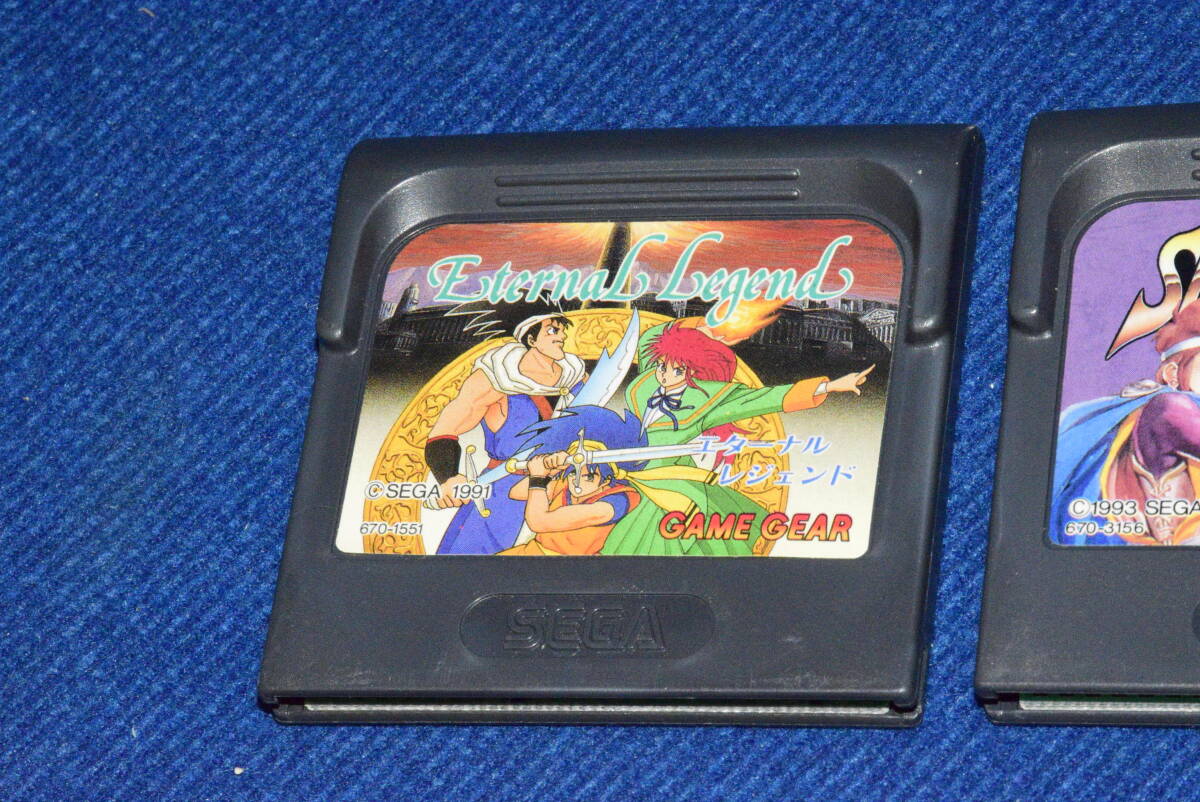 Eternal Legend
エターナル
レジェンド
© SEGA 1991
670-1551
GAME GEAR
SEGA
© 1993 SEGA
670-3156